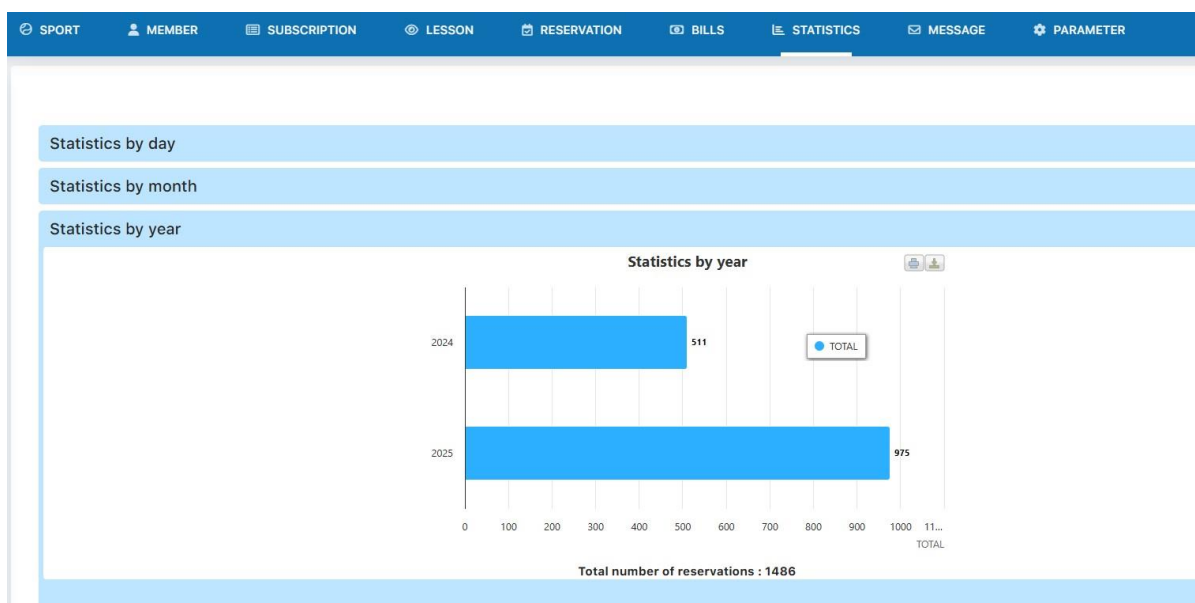 SPORT MEMBER SUBSCRIPTION LESSON RESERVATION BILLS STATISTICS MESSAGE PARAMETER
Statistics by day
Statistics by month
Statistics by year
Statistics by year
2024 511
TOTAL
2025 975
0 100 200 300 400 500 600 700 800 900 1000 11...
TOTAL
Total number of reservations : 1486